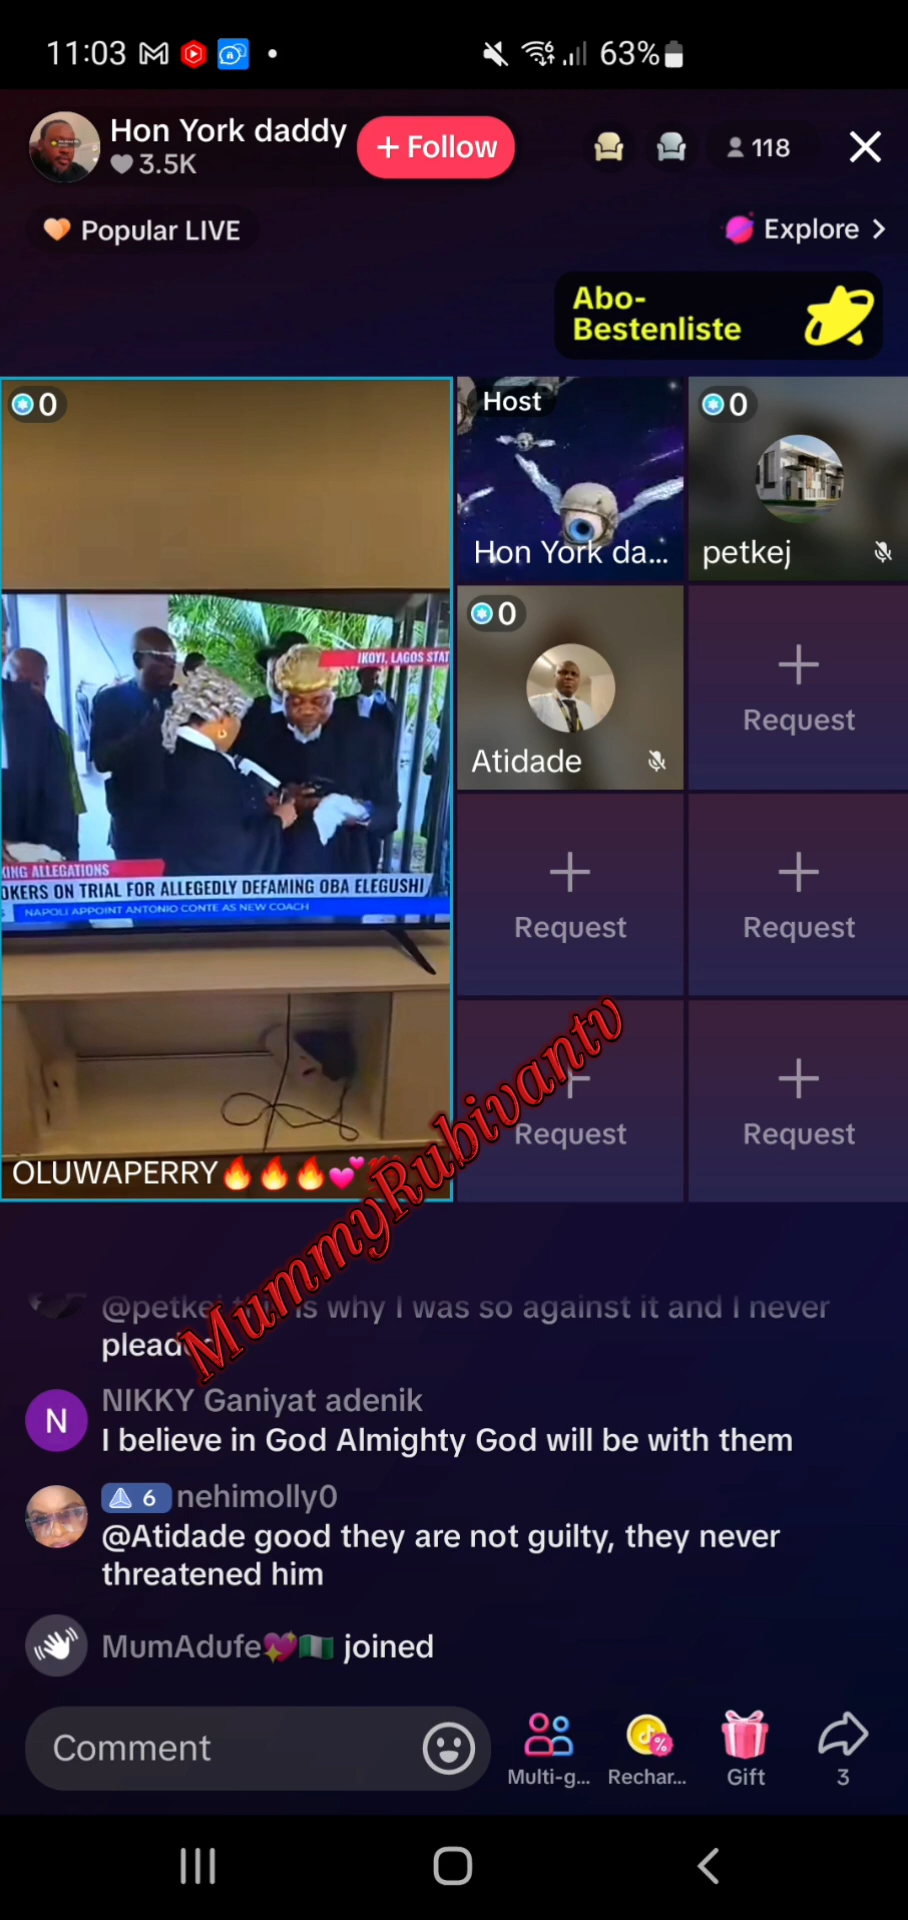 11:03
63%
Hon York daddy
3.5K
+ Follow
118
Popular LIVE
Explore >
Abo-
Bestenliste
0
Host
Hon York da...
0
petkej
IKOYI, LAGOS STAT
0
Atidade
Request
KING ALLEGATIONS
OKERS ON TRIAL FOR ALLEGEDLY DEFAMING OBA ELEGUSHI
NAPOLI APPOINT ANTONIO CONTE AS NEW COACH
Request
Request
Request
Request
OLUWAPERRY🔥🔥🔥💕
MummyRubivantv
is why I was so against it and I never
N
NIKKY Ganiyat adenik
I believe in God Almighty God will be with them
6 nehimolly0
@Atidade good they are not guilty, they never
threatened him
MumAdufe💖🇳🇬 joined
Comment
Multi-g...
Rechar...
Gift
3